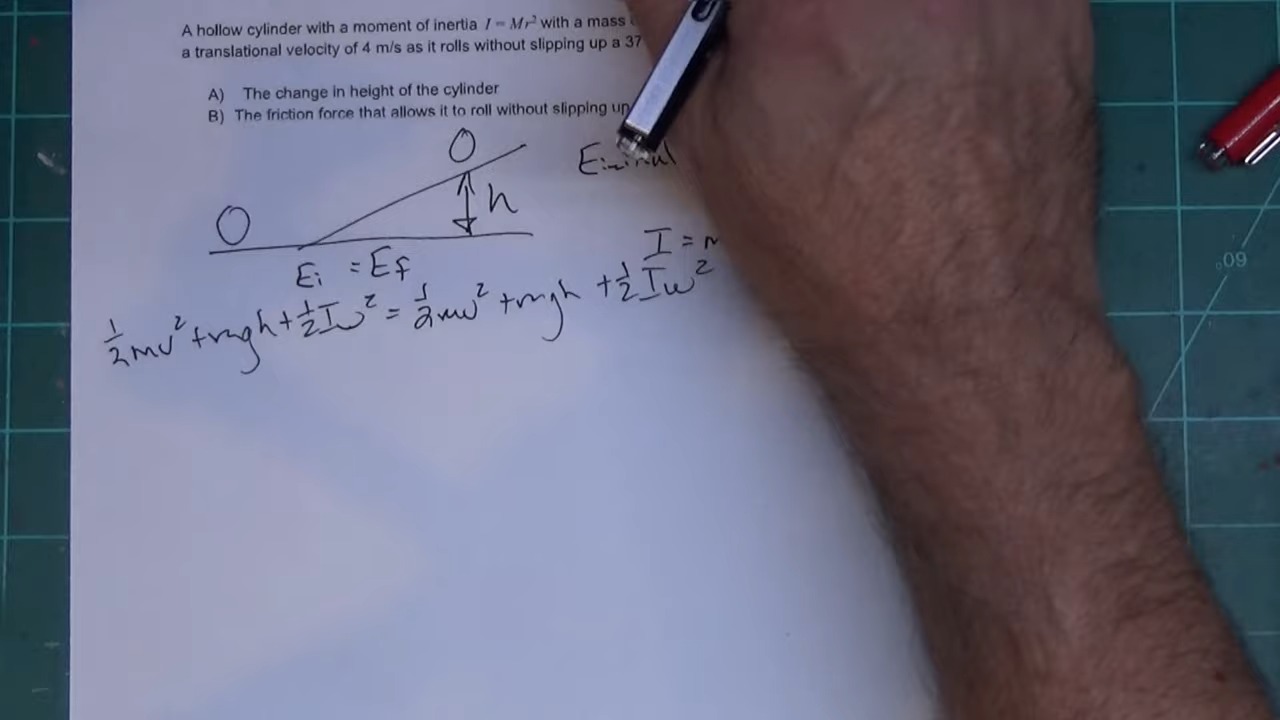 A hollow cylinder with a moment of inertia I = Mr² with a mass
a translational velocity of 4 m/s as it rolls without slipping up a 37
A) The change in height of the cylinder
B) The friction force that allows it to roll without slipping up
h
I =
Ei = Ef
½mv² + mgh + ½Iω² = ½mv² + mgh + ½Iω²
09